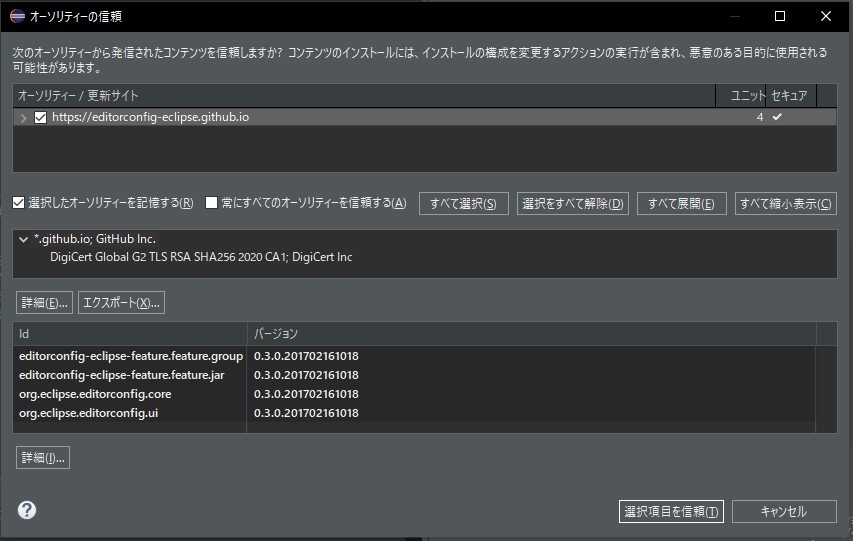 オーソリティーの信頼
次のオーソリティーから発信されたコンテンツを信頼しますか? コンテンツのインストールには、インストールの構成を変更するアクションの実行が含まれ、悪意のある目的に使用される
可能性があります。
オーソリティー / 更新サイト ユニット セキュア
https://editorconfig-eclipse.github.io 4
選択したオーソリティーを記憶する(R) 常にすべてのオーソリティーを信頼する(A) すべて選択(S) 選択をすべて解除(D) すべて展開(E) すべて縮小表示(C)
*.github.io; GitHub Inc.
DigiCert Global G2 TLS RSA SHA256 2020 CA1; DigiCert Inc
詳細(E)... エクスポート(X)...
Id バージョン
editorconfig-eclipse-feature.feature.group 0.3.0.201702161018
editorconfig-eclipse-feature.feature.jar 0.3.0.201702161018
org.eclipse.editorconfig.core 0.3.0.201702161018
org.eclipse.editorconfig.ui 0.3.0.201702161018
詳細(I)...
? 選択項目を信頼(T) キャンセル